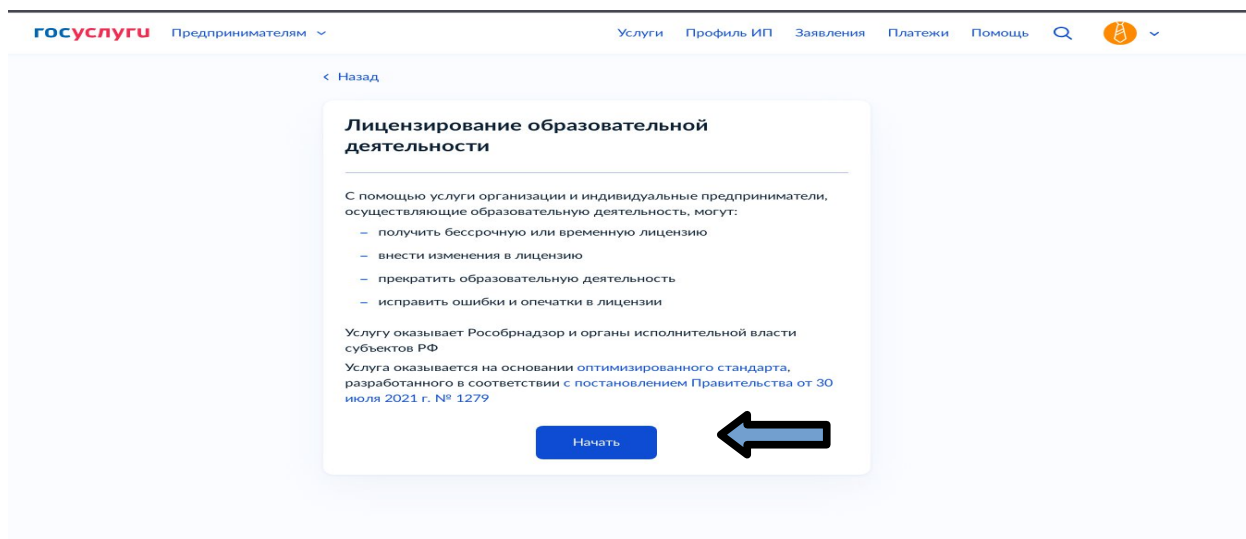 госуслуги Предпринимателям Услуги Профиль ИП Заявления Платежи Помощь
Назад
Лицензирование образовательной
деятельности
С помощью услуги организации и индивидуальные предприниматели,
осуществляющие образовательную деятельность, могут:
– получить бессрочную или временную лицензию
– внести изменения в лицензию
– прекратить образовательную деятельность
– исправить ошибки и опечатки в лицензии
Услугу оказывает Рособрнадзор и органы исполнительной власти
субъектов РФ
Услуга оказывается на основании оптимизированного стандарта,
разработанного в соответствии с постановлением Правительства от 30
июля 2021 г. № 1279
Начать